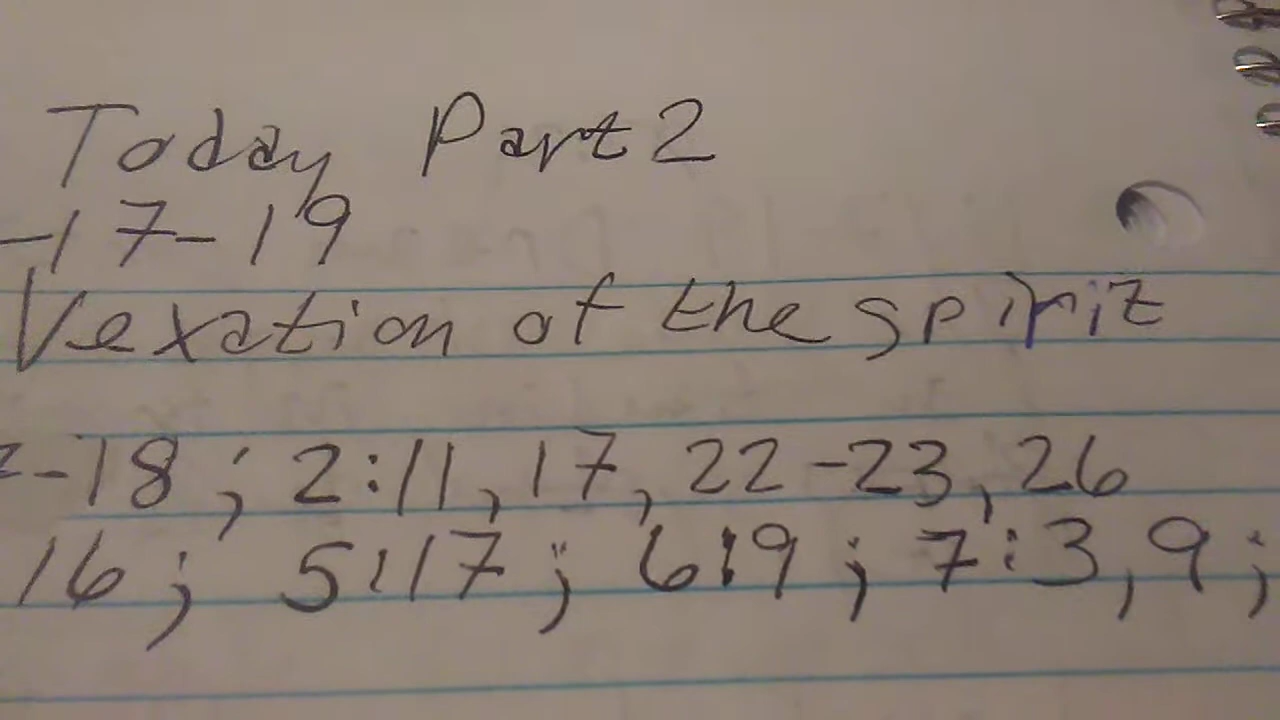 Today Part 2
-17-19
Vexation of the spirit
-18; 2:11, 17, 22-23, 26
16; 5:17; 6:9; 7:3, 9;